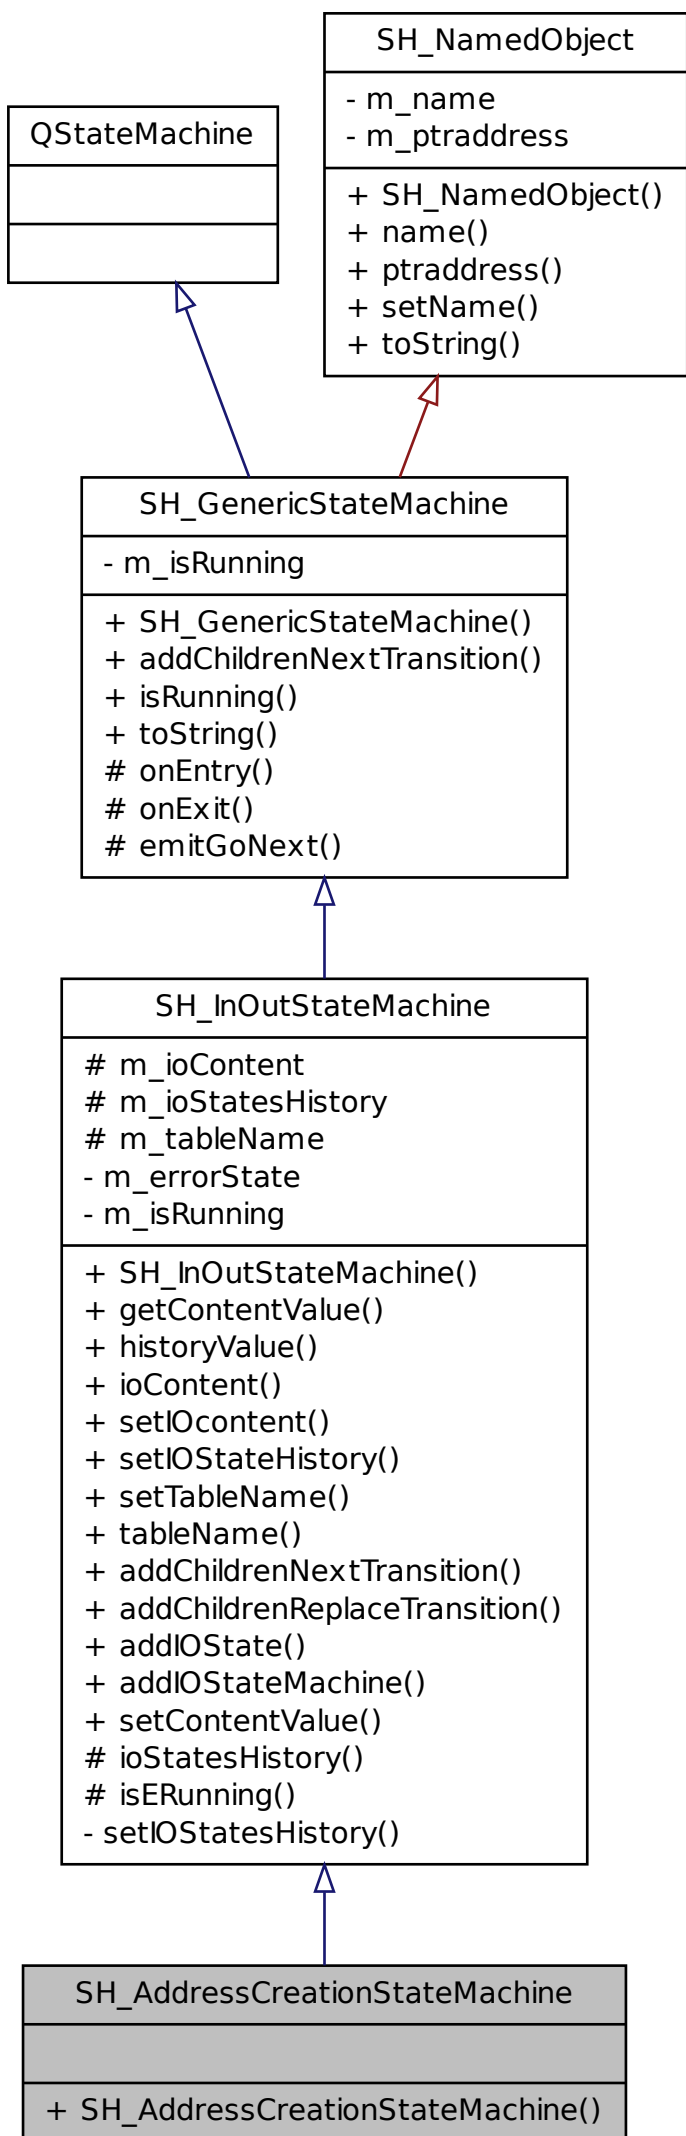 SH_NamedObject
- m_name
- m_ptraddress
+ SH_NamedObject()
+ name()
+ ptraddress()
+ setName()
+ toString()
QStateMachine
SH_GenericStateMachine
- m_isRunning
+ SH_GenericStateMachine()
+ addChildrenNextTransition()
+ isRunning()
+ toString()
# onEntry()
# onExit()
# emitGoNext()
SH_InOutStateMachine
# m_ioContent
# m_ioStatesHistory
# m_tableName
- m_errorState
- m_isRunning
+ SH_InOutStateMachine()
+ getContentValue()
+ historyValue()
+ ioContent()
+ setIOcontent()
+ setIOStateHistory()
+ setTableName()
+ tableName()
+ addChildrenNextTransition()
+ addChildrenReplaceTransition()
+ addIOState()
+ addIOStateMachine()
+ setContentValue()
# ioStatesHistory()
# isERunning()
- setIOStatesHistory()
SH_AddressCreationStateMachine
+ SH_AddressCreationStateMachine()